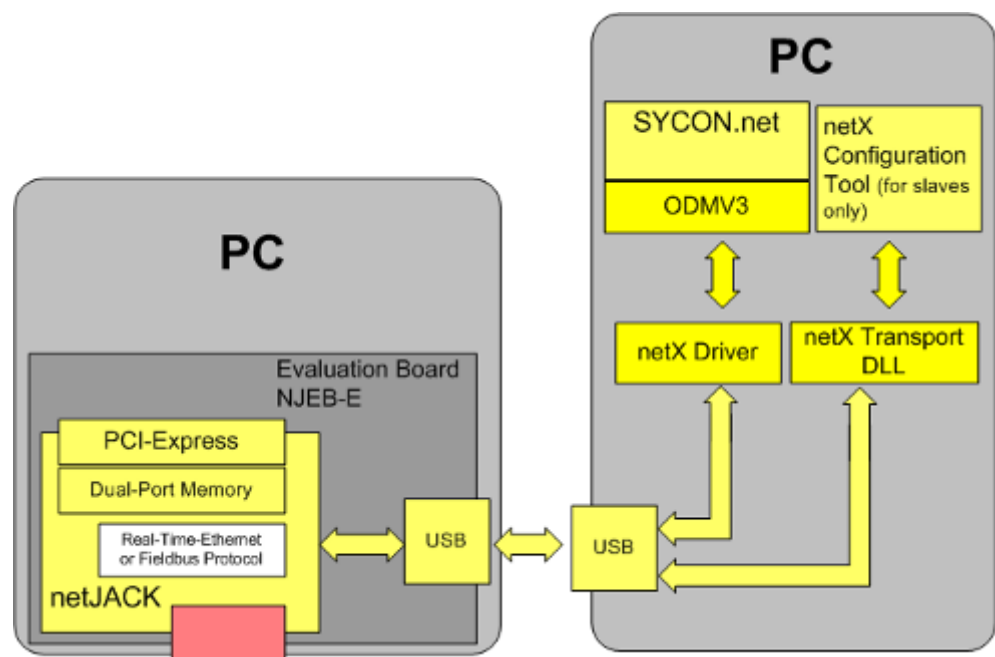 PC
Evaluation Board
NJEB-E
PCI-Express
Dual-Port Memory
Real-Time-Ethernet
or Fieldbus Protocol
netJACK
USB
PC
SYCON.net
ODMV3
netX
Configuration
Tool (for slaves
only)
netX Driver
netX Transport
DLL
USB